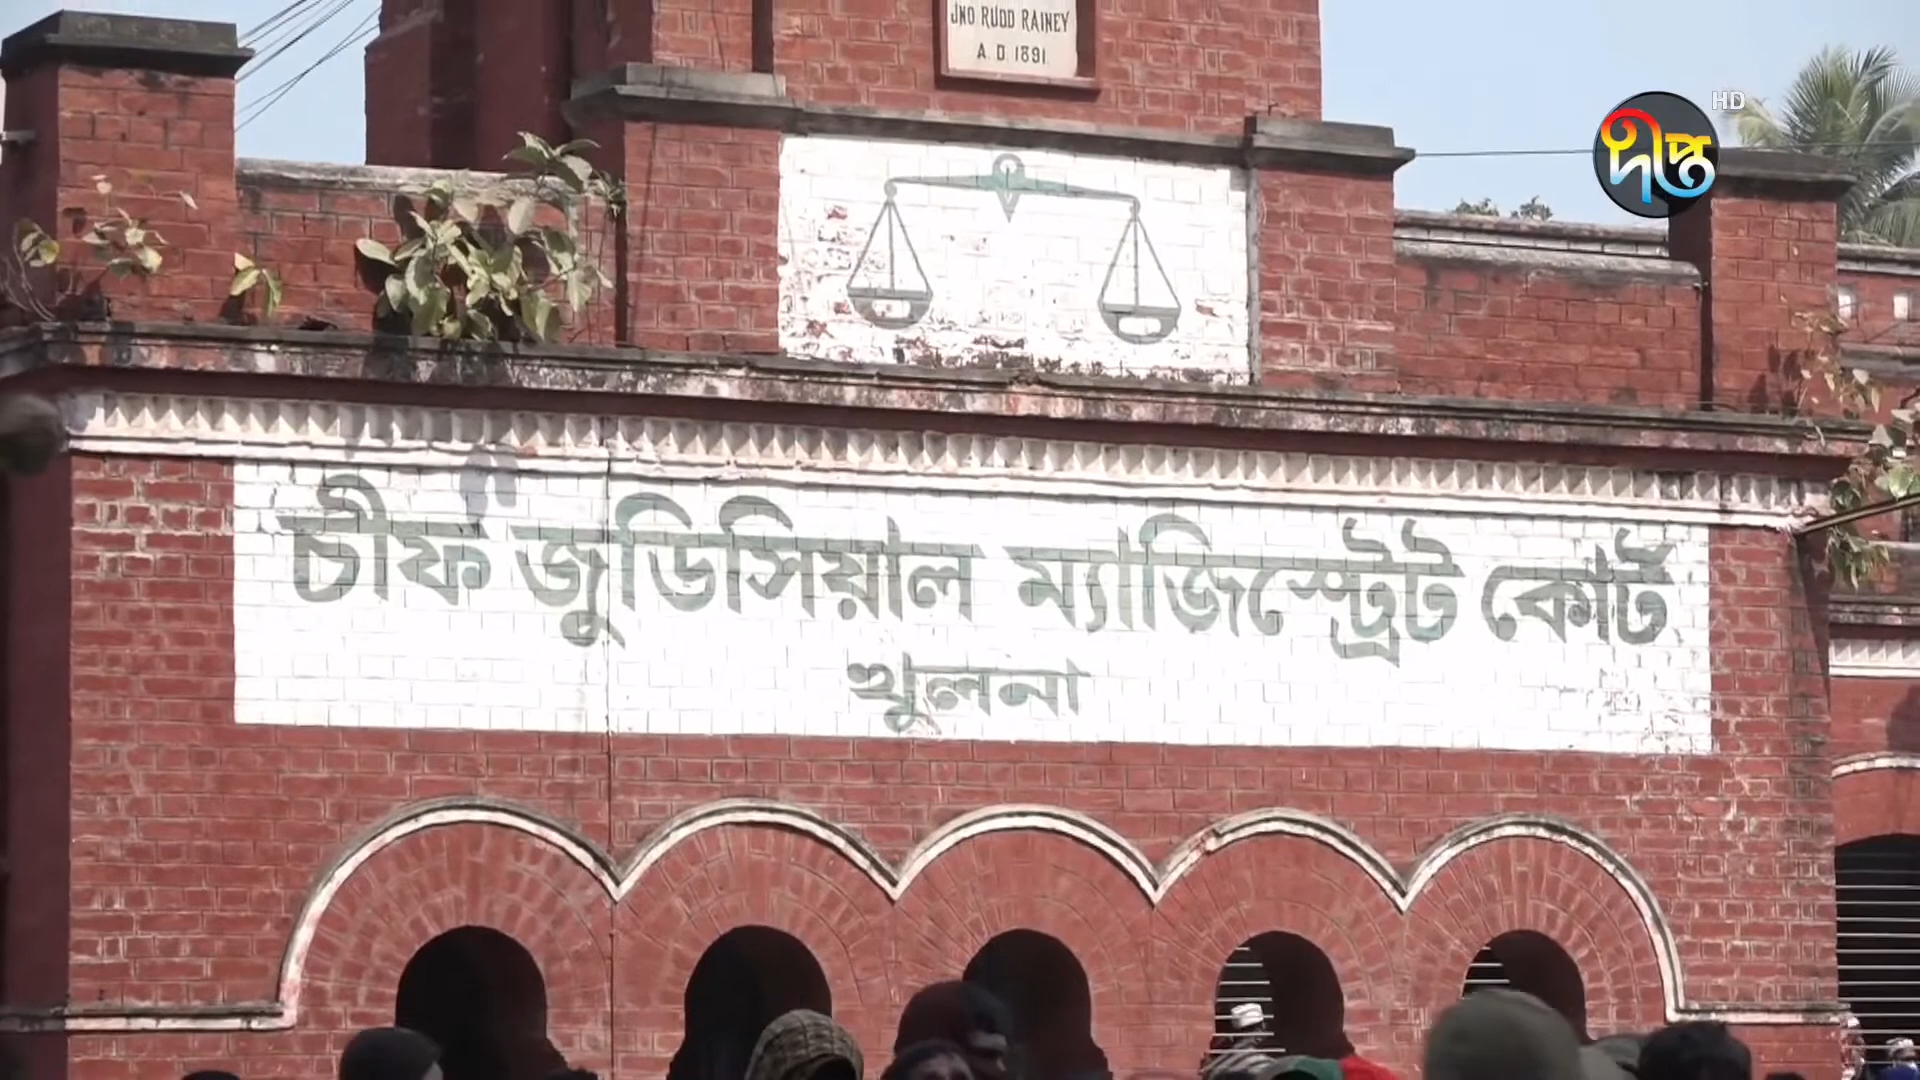 JNO RUDD RAINEY
A. D. 1891.
HD
দীপ্ত
চীফ জুডিসিয়াল ম্যাজিস্ট্রেট কোর্ট
খুলনা